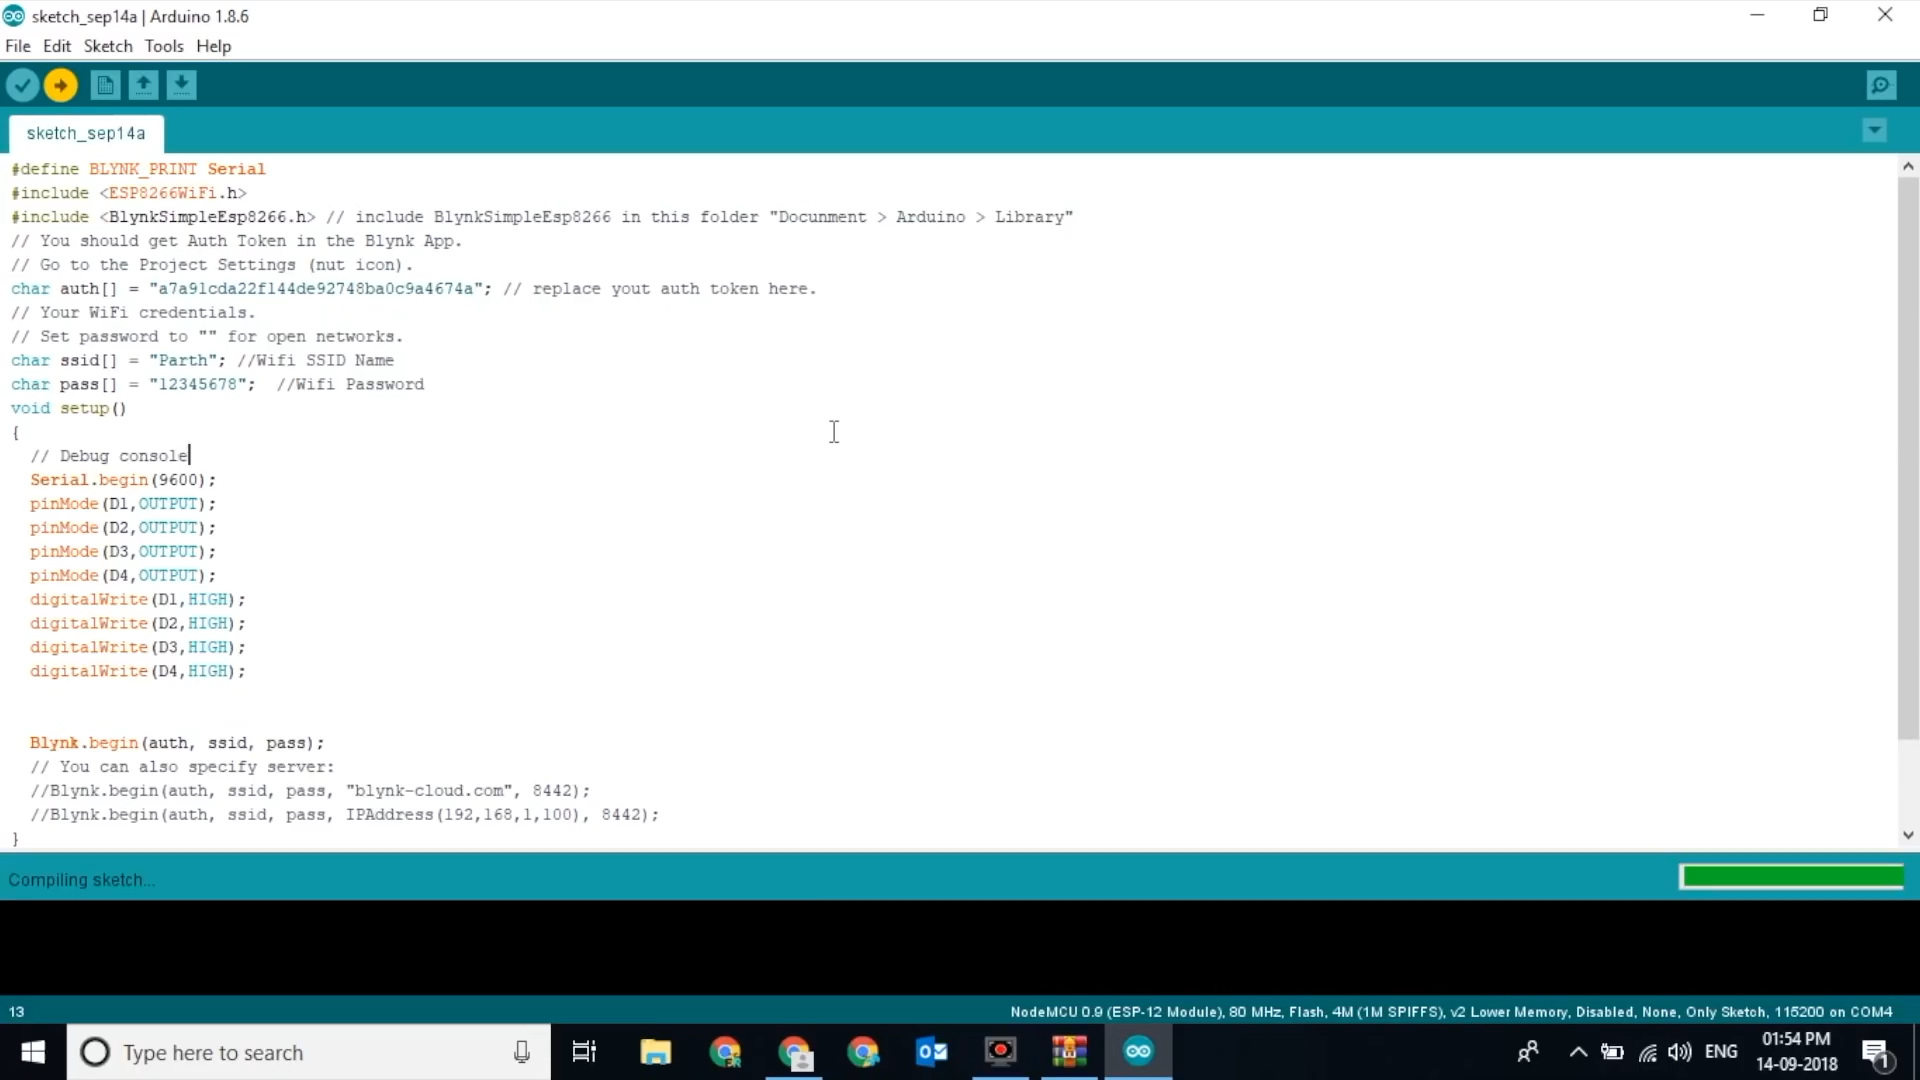 sketch_sep14a | Arduino 1.8.6
File Edit Sketch Tools Help
sketch_sep14a
#define BLYNK_PRINT Serial
#include <ESP8266WiFi.h>
#include <BlynkSimpleEsp8266.h> // include BlynkSimpleEsp8266 in this folder "Docunment > Arduino > Library"
// You should get Auth Token in the Blynk App.
// Go to the Project Settings (nut icon).
char auth[] = "a7a91cda22f144de92748ba0c9a4674a"; // replace yout auth token here.
// Your WiFi credentials.
// Set password to "" for open networks.
char ssid[] = "Parth"; //Wifi SSID Name
char pass[] = "12345678";  //Wifi Password
void setup()
{
// Debug console
Serial.begin(9600);
pinMode(D1,OUTPUT);
pinMode(D2,OUTPUT);
pinMode(D3,OUTPUT);
pinMode(D4,OUTPUT);
digitalWrite(D1,HIGH);
digitalWrite(D2,HIGH);
digitalWrite(D3,HIGH);
digitalWrite(D4,HIGH);
Blynk.begin(auth, ssid, pass);
// You can also specify server:
//Blynk.begin(auth, ssid, pass, "blynk-cloud.com", 8442);
//Blynk.begin(auth, ssid, pass, IPAddress(192,168,1,100), 8442);
}
Compiling sketch...
13 NodeMCU 0.9 (ESP-12 Module), 80 MHz, Flash, 4M (1M SPIFFS), v2 Lower Memory, Disabled, None, Only Sketch, 115200 on COM4
Type here to search
ENG
01:54 PM
14-09-2018
1